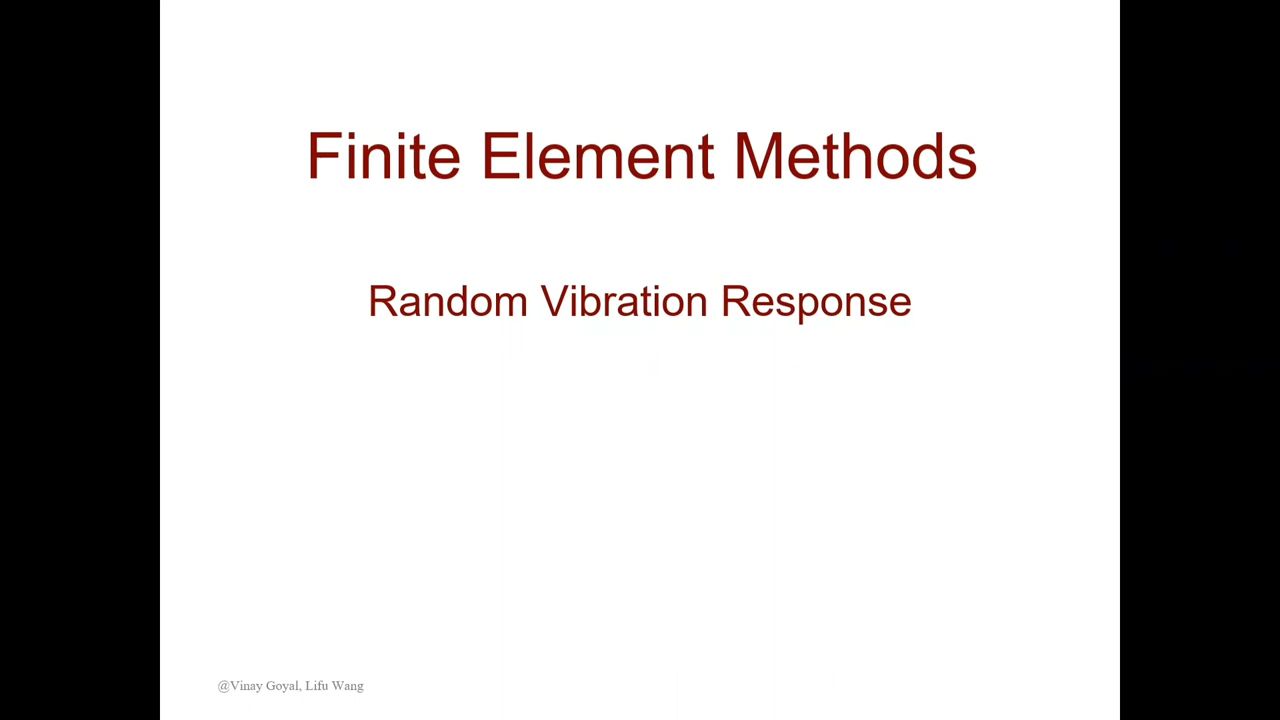 Finite Element Methods
Random Vibration Response
@Vinay Goyal, Lifu Wang